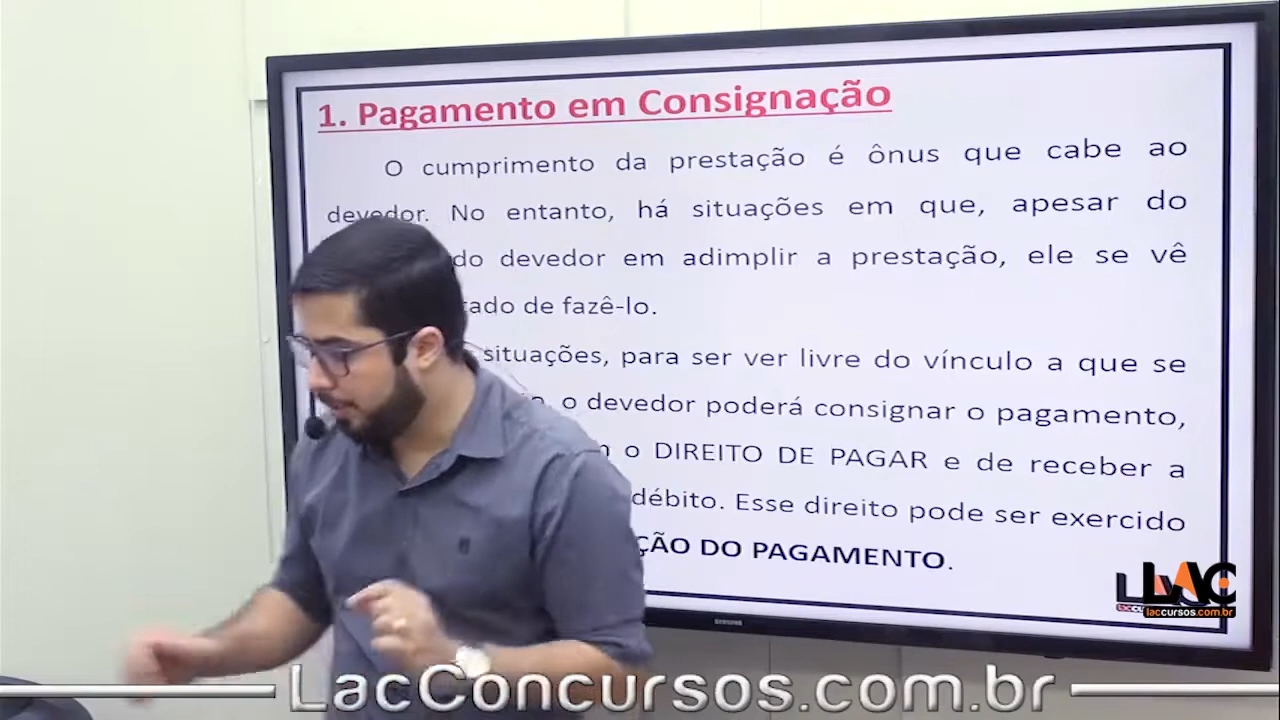 1. Pagamento em Consignação
O cumprimento da prestação é ônus que cabe ao
devedor. No entanto, há situações em que, apesar do
do devedor em adimplir a prestação, ele se vê
tado de fazê-lo.
situações, para ser ver livre do vínculo a que se
o devedor poderá consignar o pagamento,
o DIREITO DE PAGAR e de receber a
débito. Esse direito pode ser exercido
ÇÃO DO PAGAMENTO.
LAC
laccursos.com.br
SAMSUNG
LacConcursos.com.br